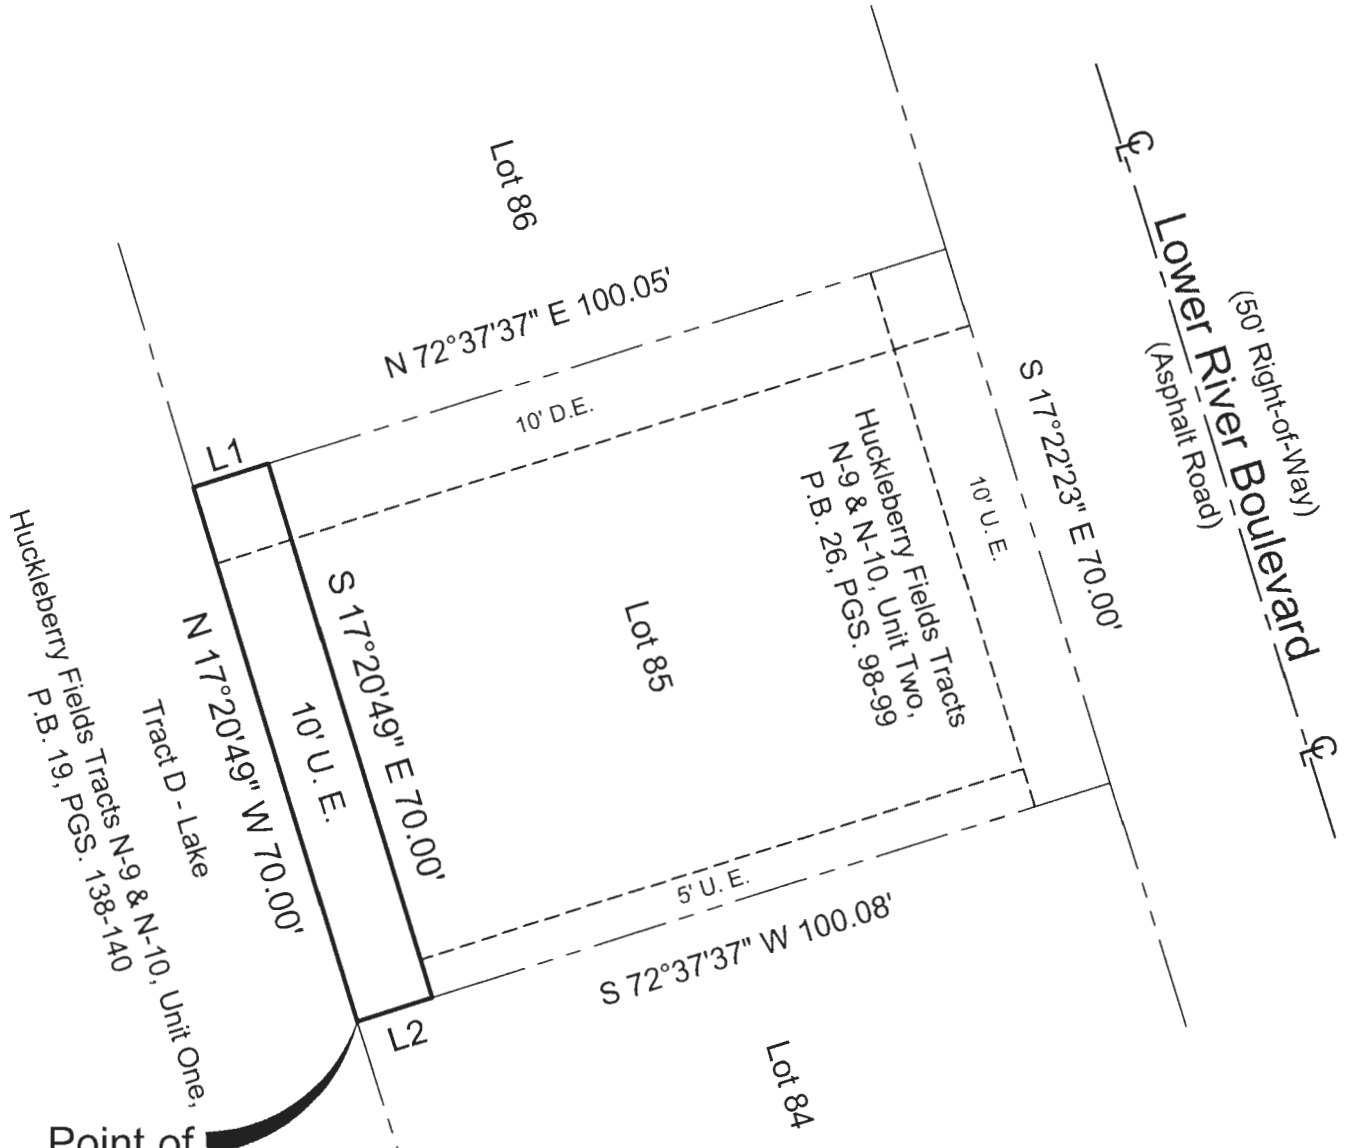 Lot 86
N 72°37'37" E 100.05'
10' D.E.
L1
℄
Lower River Boulevard
(50' Right-of-Way)
(Asphalt Road)
S 17°22'23" E 70.00'
10' U. E.
Huckleberry Fields Tracts
N-9 & N-10, Unit Two,
P.B. 26, PGS. 98-99
Lot 85
S 17°20'49" E 70.00'
10' U. E.
N 17°20'49" W 70.00'
Tract D - Lake
Huckleberry Fields Tracts N-9 & N-10, Unit One,
P.B. 19, PGS. 138-140
℄
5' U. E.
S 72°37'37" W 100.08'
L2
Lot 84
Point of